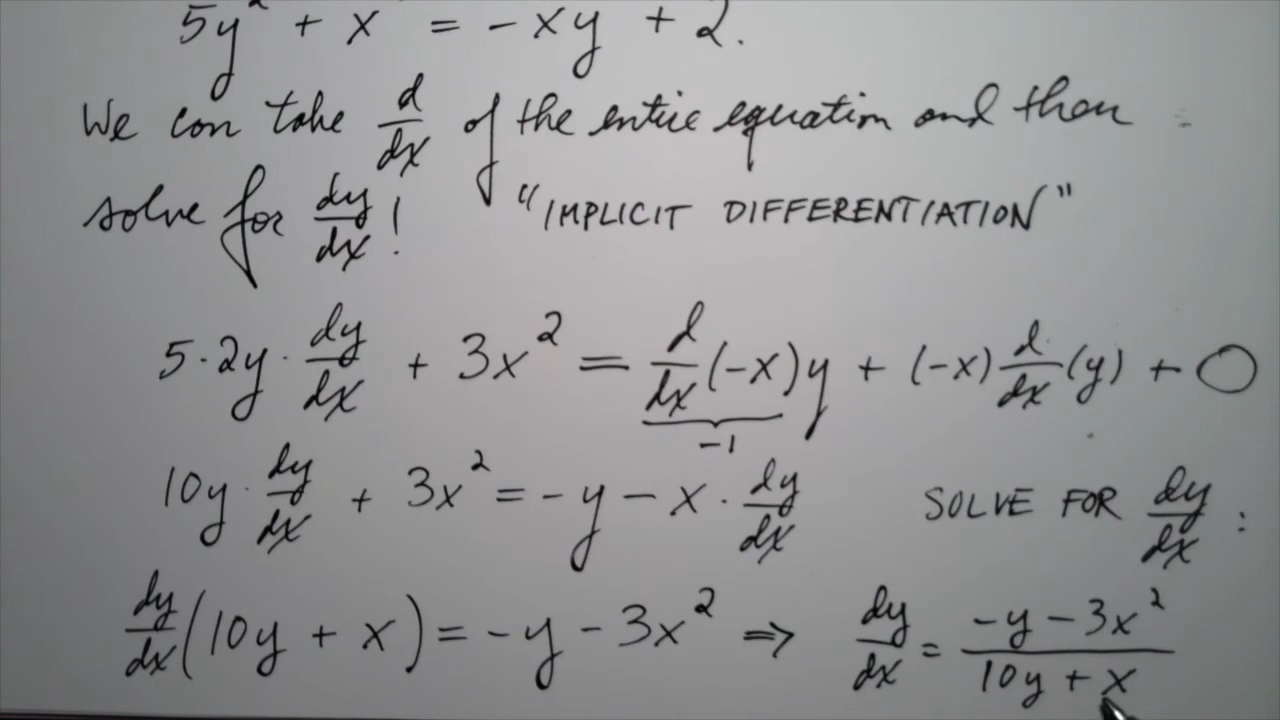 5y² + x = -xy + 2.
We can take d/dx of the entire equation and then
solve for dy/dx! "IMPLICIT DIFFERENTIATION"
5·2y·dy/dx + 3x² = d/dx(-x)y + (-x)d/dx(y) + 0
-1
10y·dy/dx + 3x² = -y - x·dy/dx SOLVE FOR dy/dx:
dy/dx(10y + x) = -y - 3x² ⇒ dy/dx = (-y - 3x²)/(10y + x)